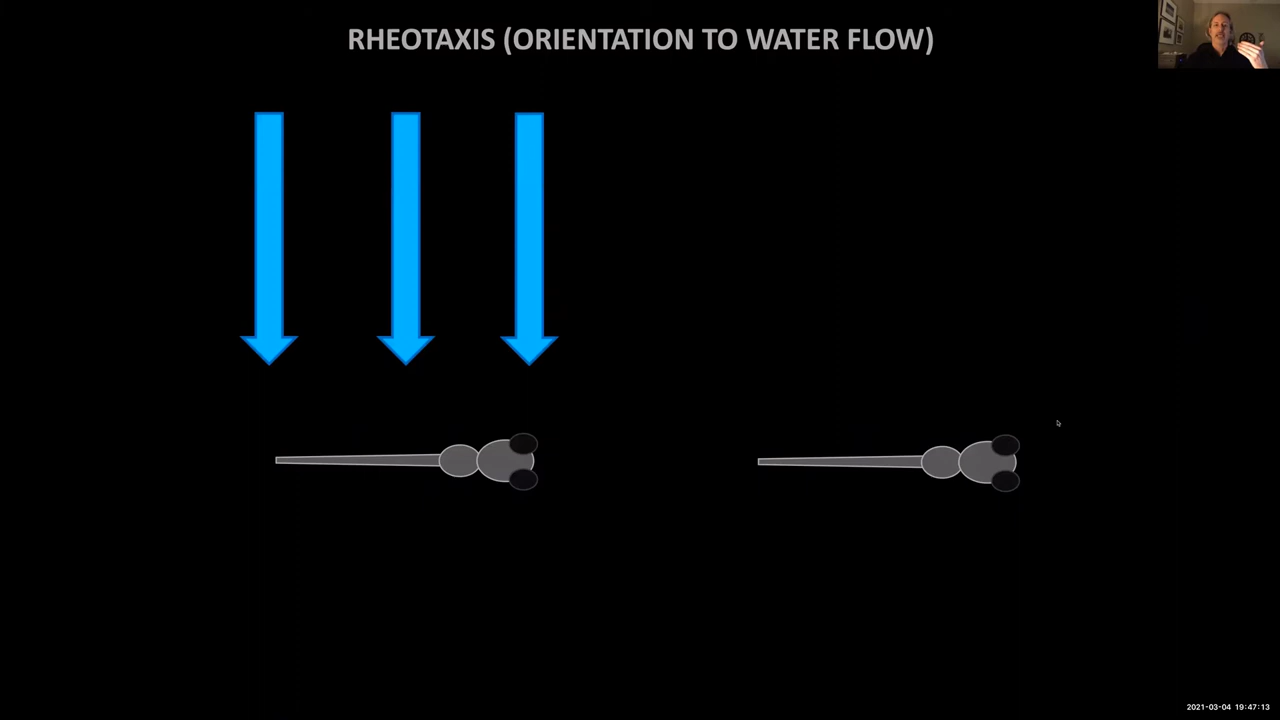 RHEOTAXIS (ORIENTATION TO WATER FLOW)
2021-03-04 19:47:13